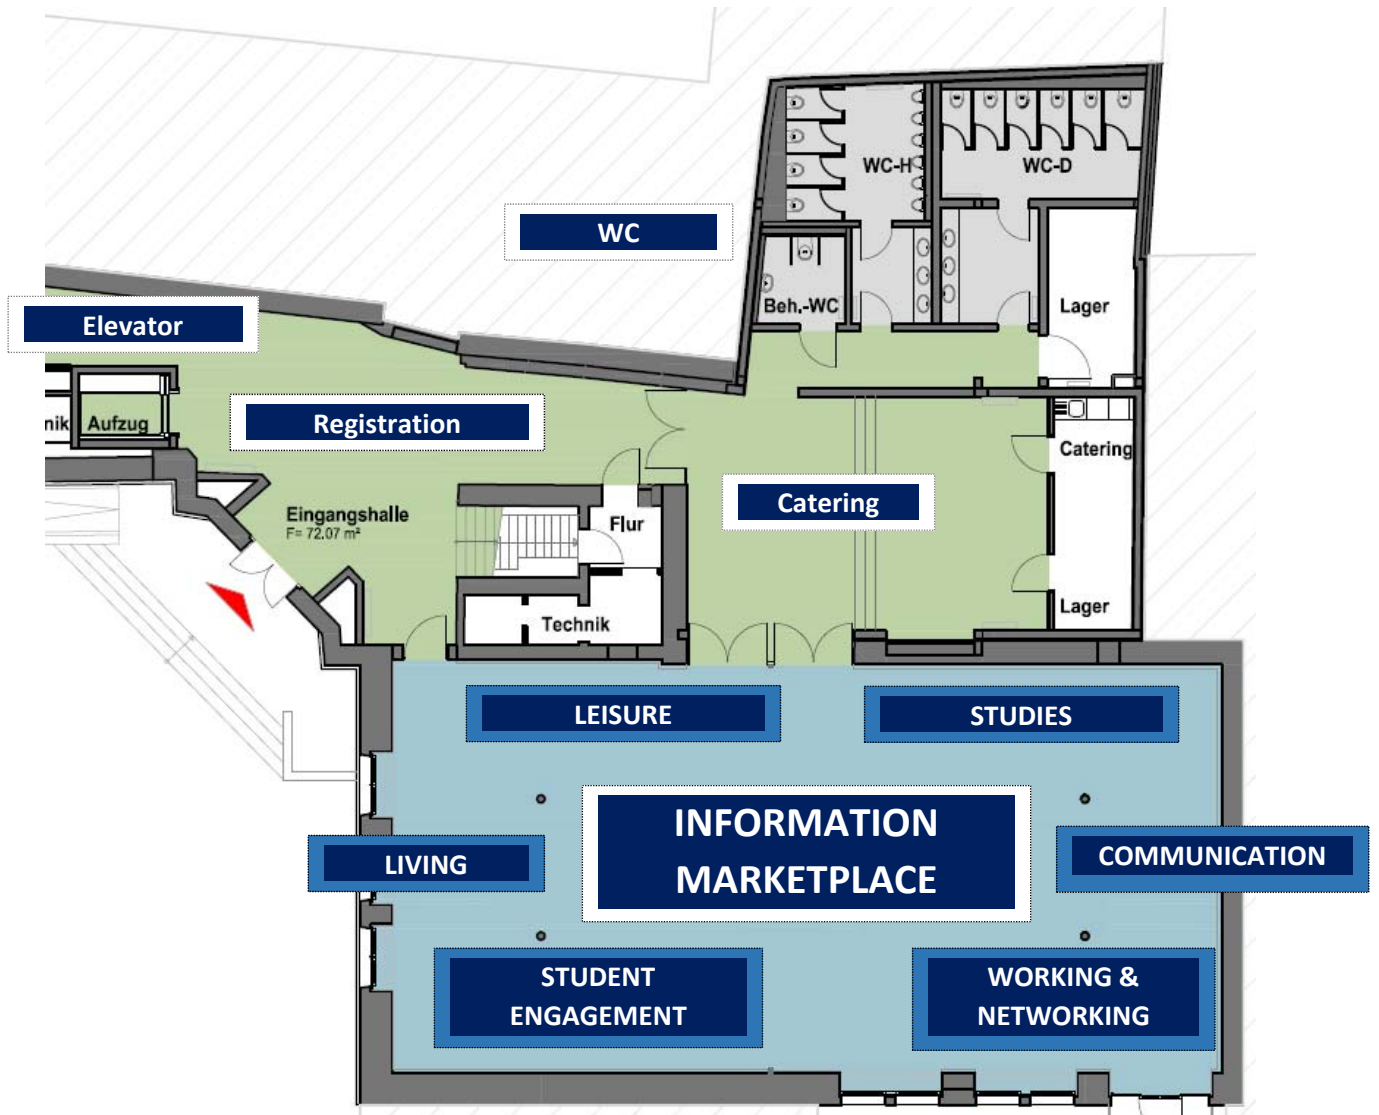 WC-H
WC-D
WC
Beh.-WC
Lager
Elevator
nik
Aufzug
Registration
Catering
Catering
Eingangshalle
F= 72.07 m²
Flur
Technik
Lager
LEISURE
STUDIES
INFORMATION
MARKETPLACE
LIVING
COMMUNICATION
STUDENT
ENGAGEMENT
WORKING &
NETWORKING